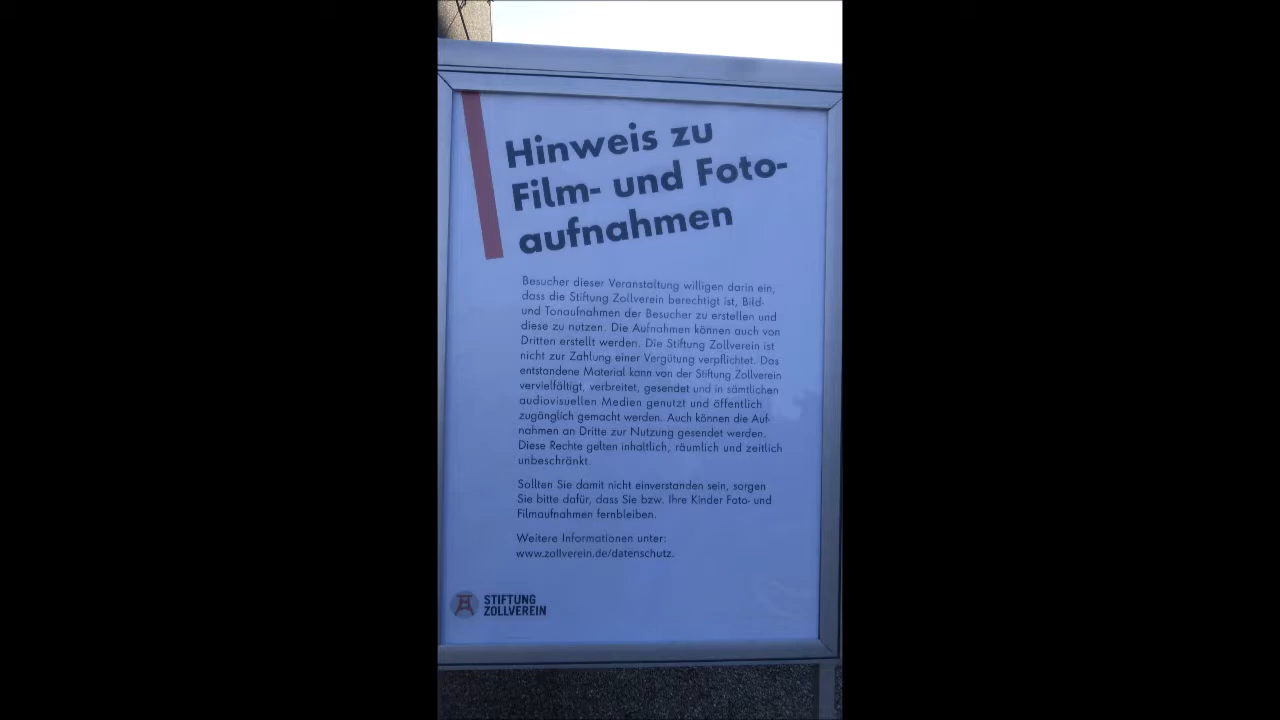 Hinweis zu
Film- und Foto-
aufnahmen
Besucher dieser Veranstaltung willigen darin ein,
dass die Stiftung Zollverein berechtigt ist, Bild-
und Tonaufnahmen der Besucher zu erstellen und
diese zu nutzen. Die Aufnahmen können auch von
Dritten erstellt werden. Die Stiftung Zollverein ist
nicht zur Zahlung einer Vergütung verpflichtet. Das
entstandene Material kann von der Stiftung Zollverein
vervielfältigt, verbreitet, gesendet und in sämtlichen
audiovisuellen Medien genutzt und öffentlich
zugänglich gemacht werden. Auch können die Auf-
nahmen an Dritte zur Nutzung gesendet werden.
Diese Rechte gelten inhaltlich, räumlich und zeitlich
unbeschränkt.
Sollten Sie damit nicht einverstanden sein, sorgen
Sie bitte dafür, dass Sie bzw. Ihre Kinder Foto- und
Filmaufnahmen fernbleiben.
Weitere Informationen unter:
www.zollverein.de/datenschutz.
STIFTUNG
ZOLLVEREIN